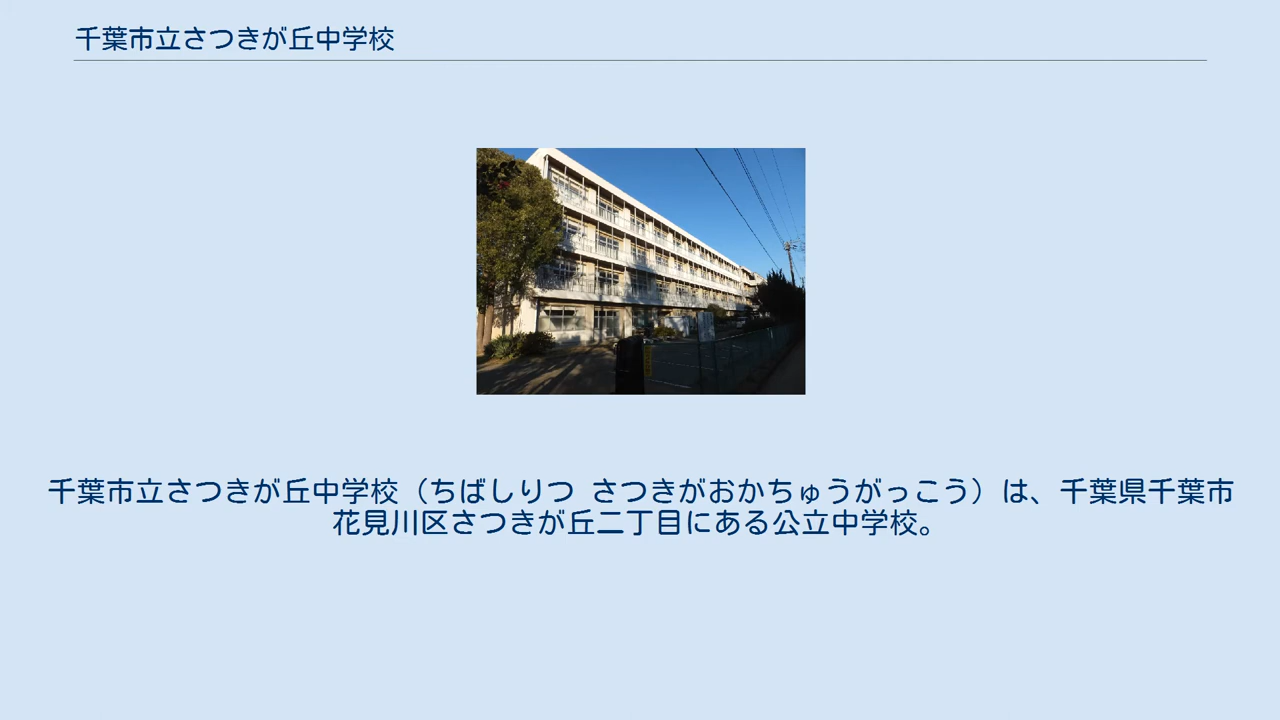 千葉市立さつきが丘中学校
千葉市立さつきが丘中学校（ちばしりつ さつきがおかちゅうがっこう）は、千葉県千葉市
花見川区さつきが丘二丁目にある公立中学校。